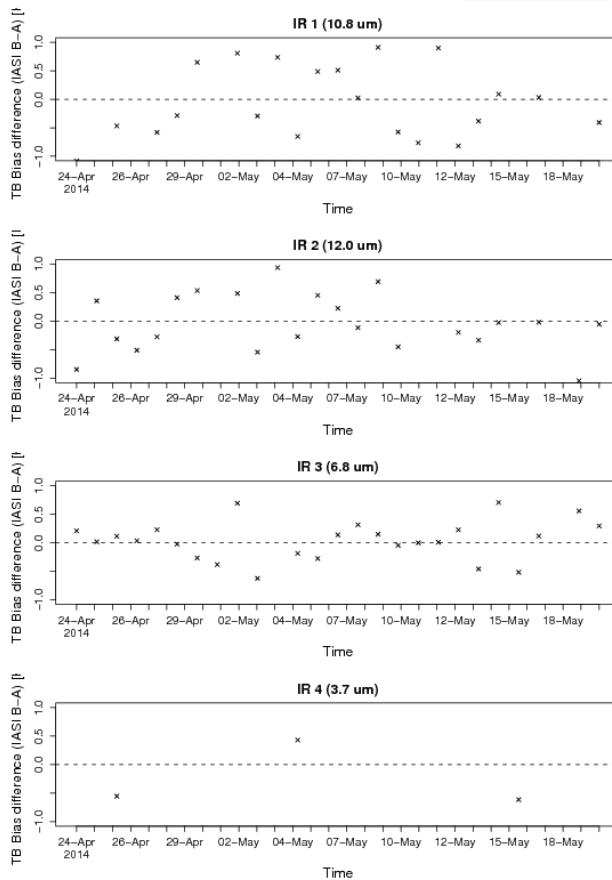 IR 1 (10.8 um)
TB Bias difference (IASI B−A) [
1.0
0.5
0.0
−1.0
24−Apr 26−Apr 29−Apr 02−May 04−May 07−May 10−May 12−May 15−May 18−May
2014
Time
IR 2 (12.0 um)
TB Bias difference (IASI B−A) [
1.0
0.5
0.0
−1.0
24−Apr 26−Apr 29−Apr 02−May 04−May 07−May 10−May 12−May 15−May 18−May
2014
Time
IR 3 (6.8 um)
TB Bias difference (IASI B−A) [
1.0
0.5
0.0
−1.0
24−Apr 26−Apr 29−Apr 02−May 04−May 07−May 10−May 12−May 15−May 18−May
2014
Time
IR 4 (3.7 um)
TB Bias difference (IASI B−A) [
1.0
0.5
0.0
−1.0
24−Apr 26−Apr 29−Apr 02−May 04−May 07−May 10−May 12−May 15−May 18−May
2014
Time